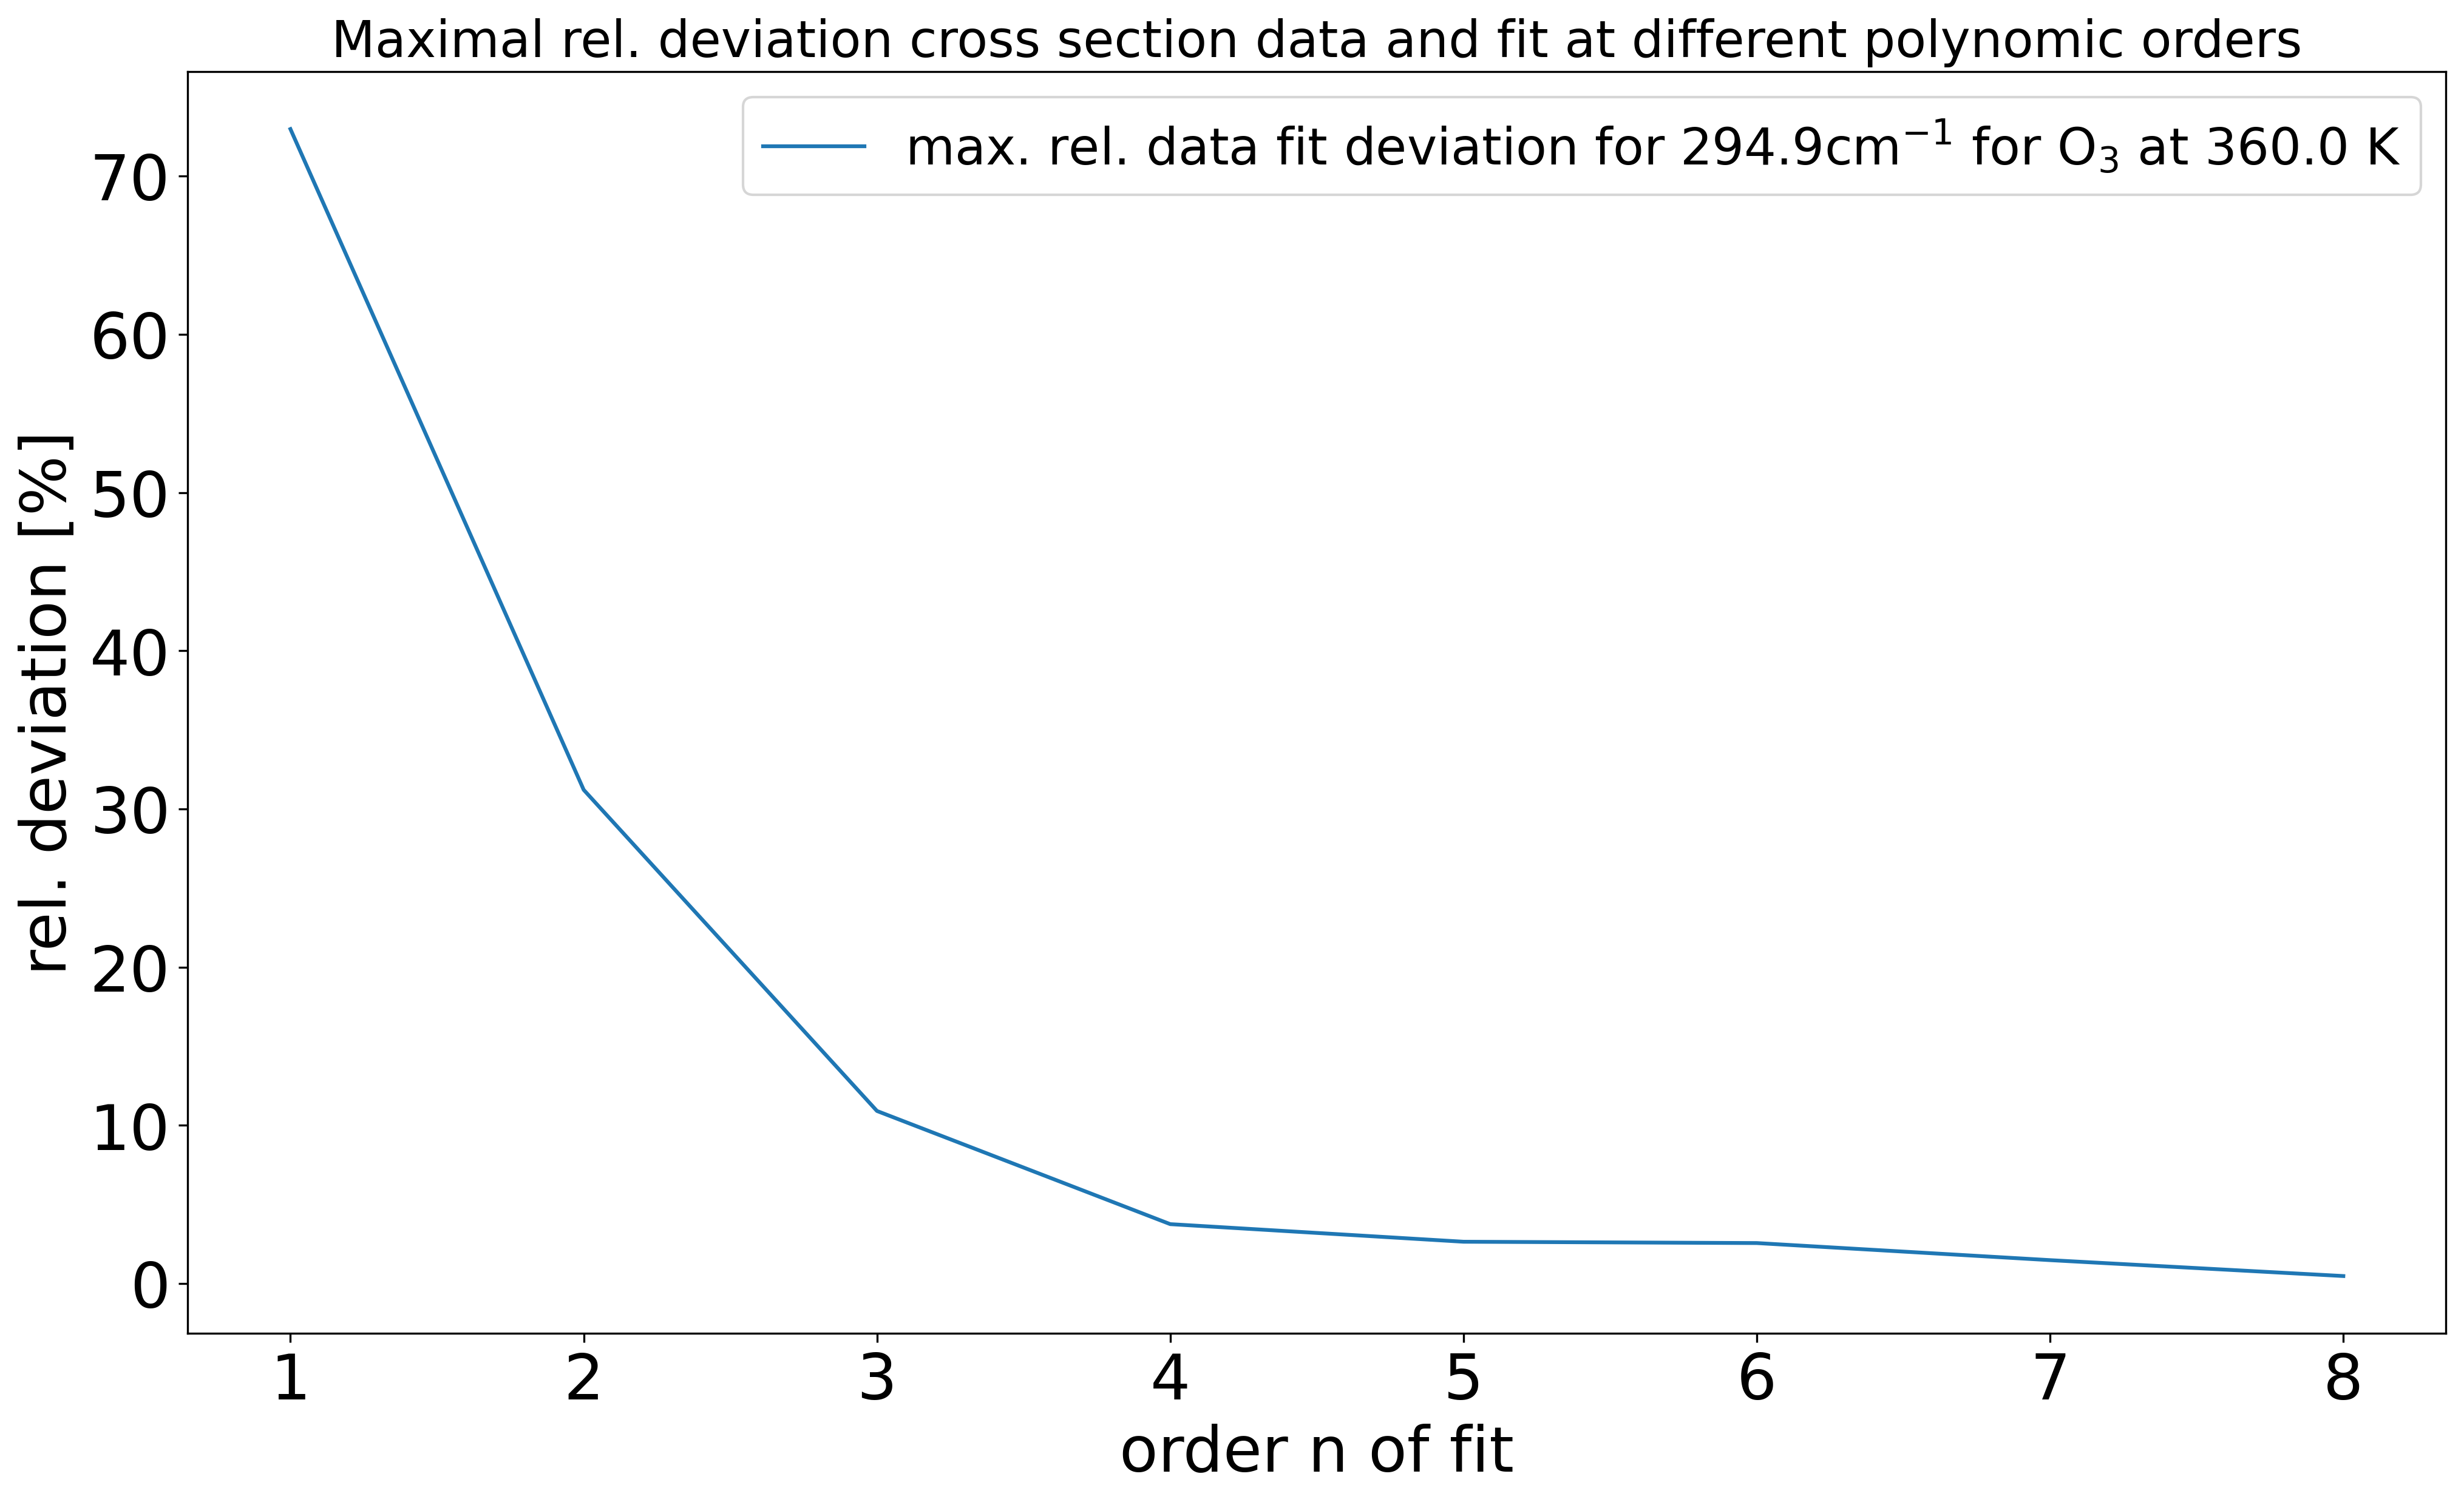 Maximal rel. deviation cross section data and fit at different polynomic orders
max. rel. data fit deviation for 294.9cm⁻¹ for O₃ at 360.0 K
rel. deviation [%]
70
60
50
40
30
20
10
0
1 2 3 4 5 6 7 8
order n of fit